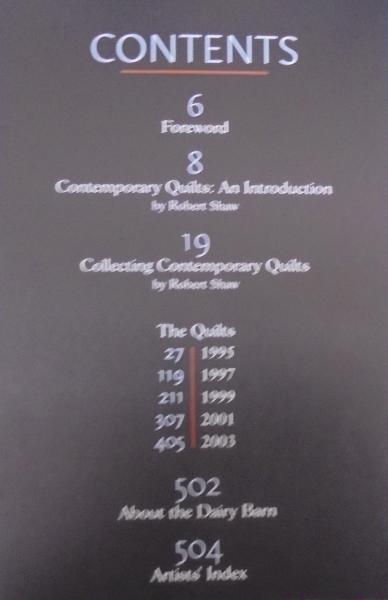 CONTENTS
6
Foreword
8
Contemporary Quilts: An Introduction
by Robert Shaw
19
Collecting Contemporary Quilts
by Robert Shaw
The Quilts
27 1995
119 1997
211 1999
307 2001
405 2003
502
About the Dairy Barn
504
Artists' Index